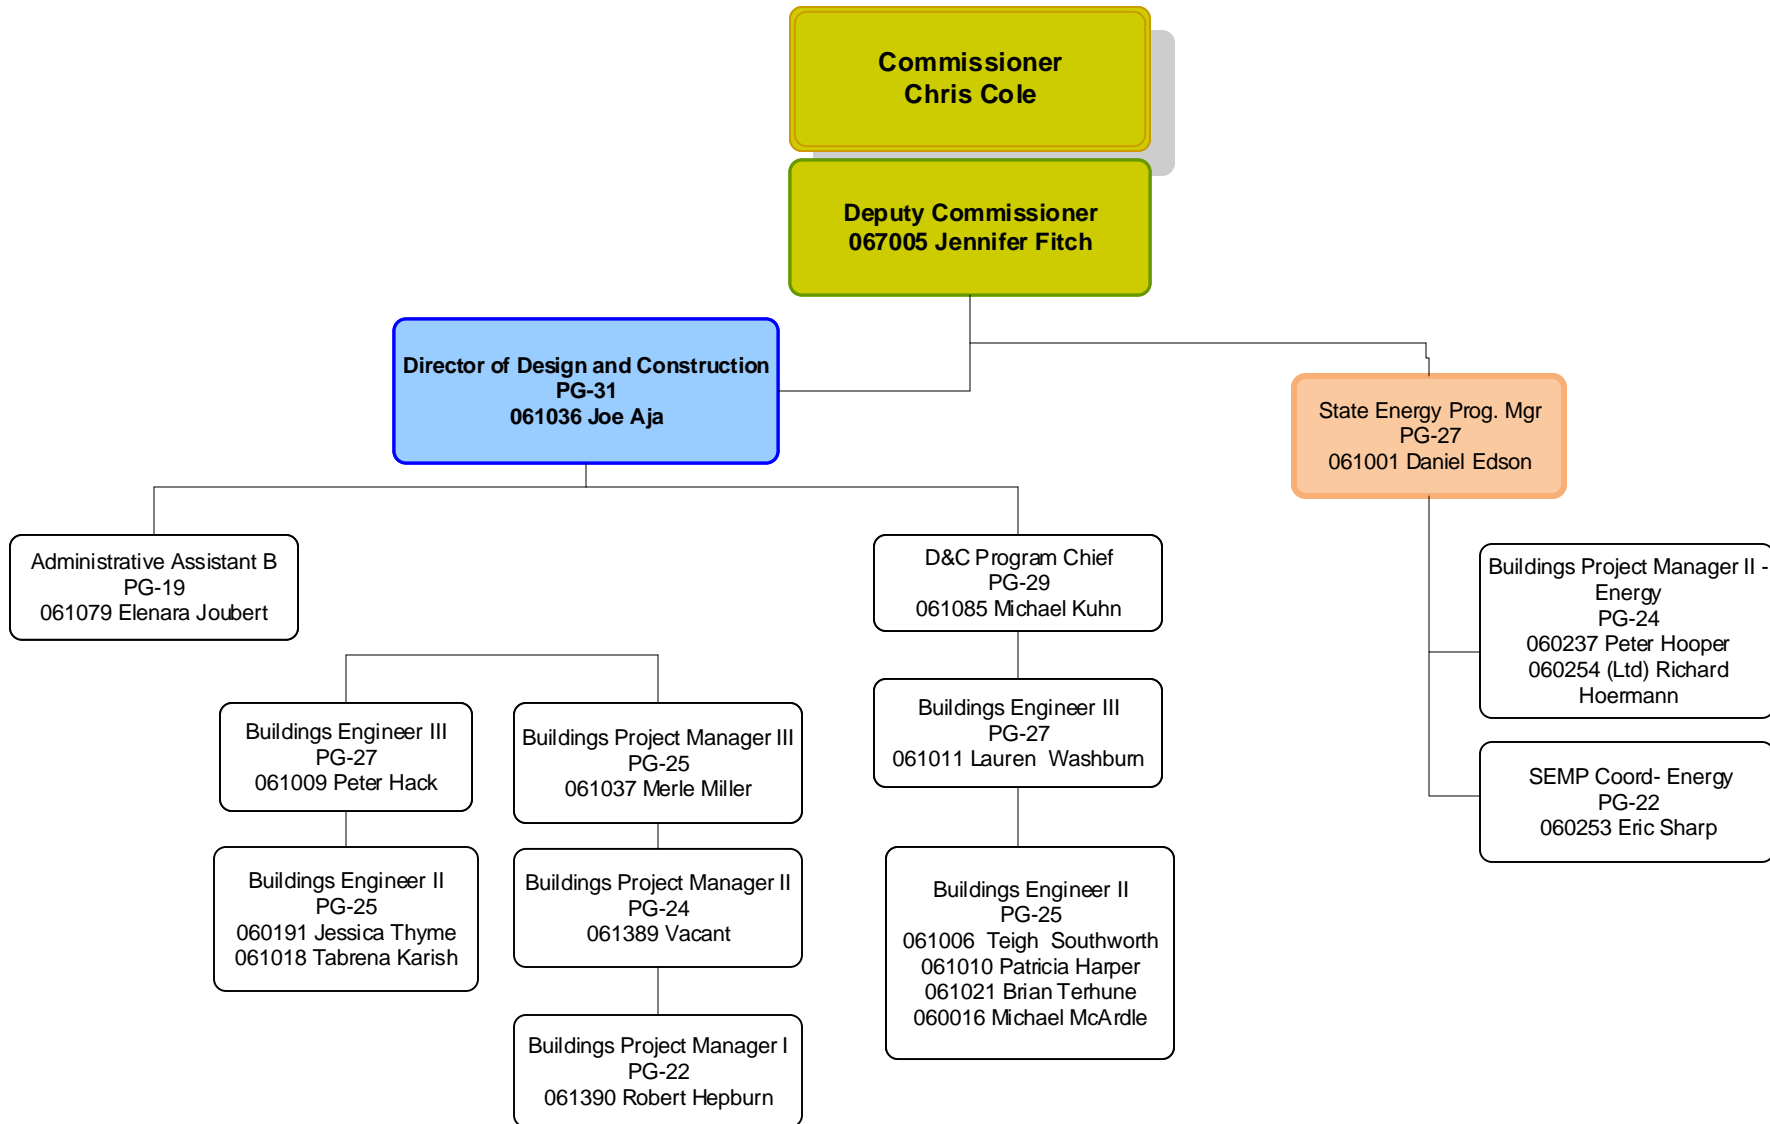 Commissioner
Chris Cole
Deputy Commissioner
067005 Jennifer Fitch
Director of Design and Construction
PG-31
061036 Joe Aja
State Energy Prog. Mgr
PG-27
061001 Daniel Edson
Administrative Assistant B
PG-19
061079 Elenara Joubert
D&C Program Chief
PG-29
061085 Michael Kuhn
Buildings Project Manager II -
Energy
PG-24
060237 Peter Hooper
060254 (Ltd) Richard
Hoermann
Buildings Engineer III
PG-27
061009 Peter Hack
Buildings Project Manager III
PG-25
061037 Merle Miller
Buildings Engineer III
PG-27
061011 Lauren Washburn
SEMP Coord- Energy
PG-22
060253 Eric Sharp
Buildings Engineer II
PG-25
060191 Jessica Thyme
061018 Tabrena Karish
Buildings Project Manager II
PG-24
061389 Vacant
Buildings Engineer II
PG-25
061006 Teigh Southworth
061010 Patricia Harper
061021 Brian Terhune
060016 Michael McArdle
Buildings Project Manager I
PG-22
061390 Robert Hepburn